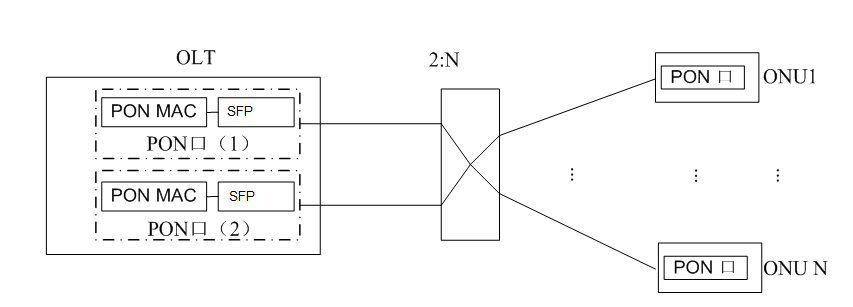 OLT
2:N
PON MAC
SFP
PON口（1）
PON MAC
SFP
PON口（2）
PON 口
ONU1
PON 口
ONU N